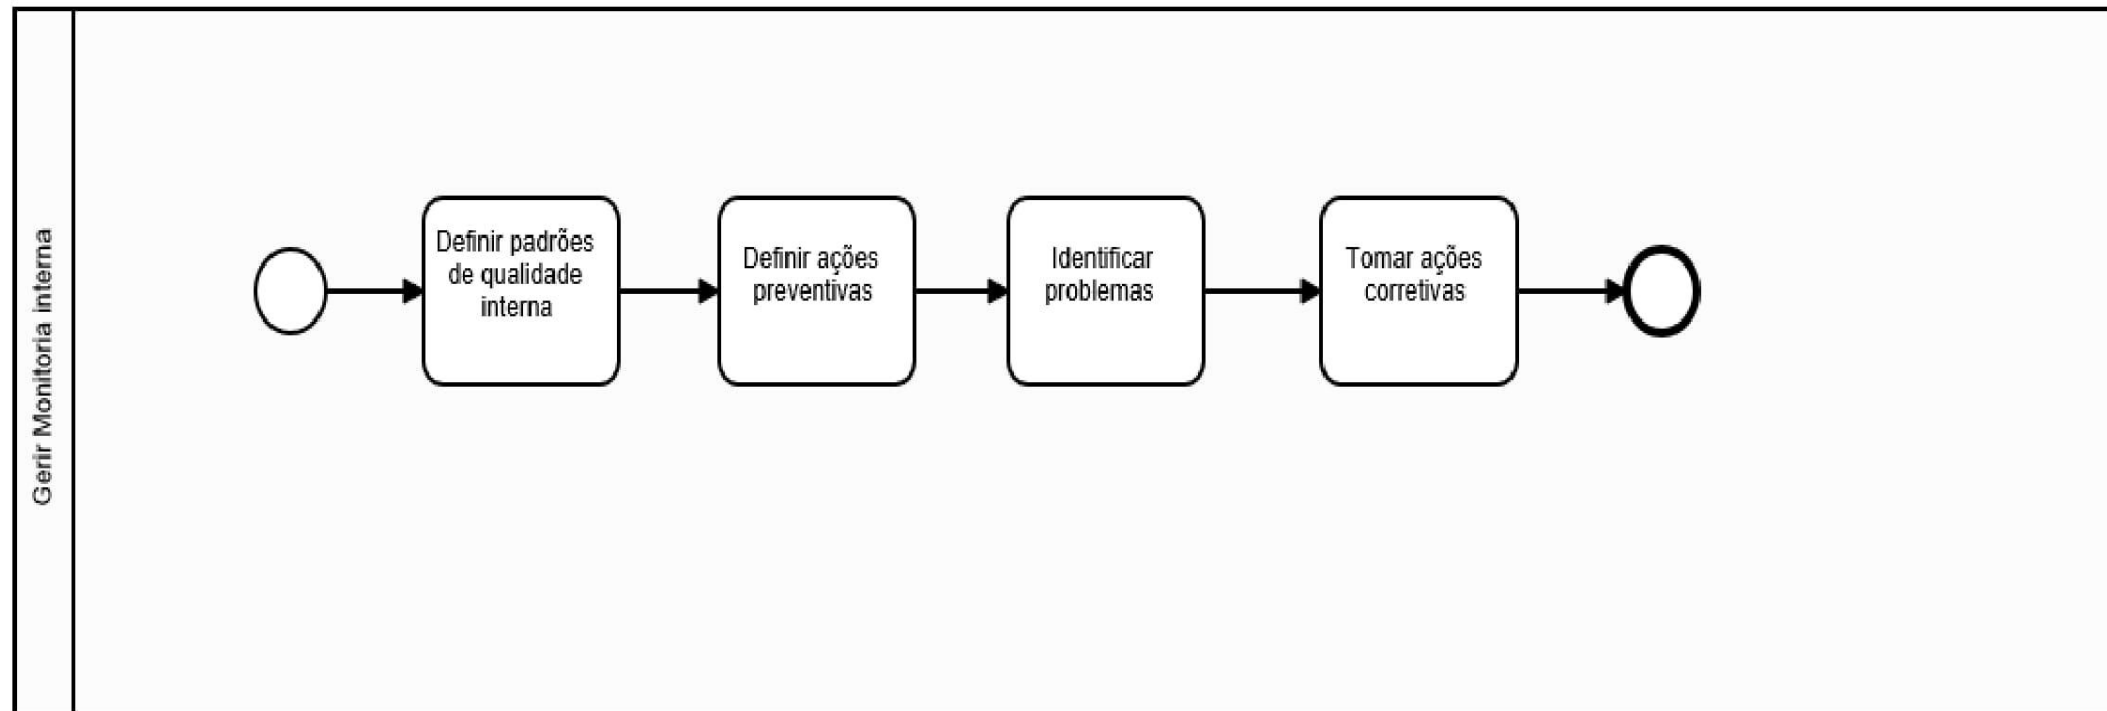 Gerir Monitoria interna
Definir padrões
de qualidade
interna
Definir ações
preventivas
Identificar
problemas
Tomar ações
corretivas